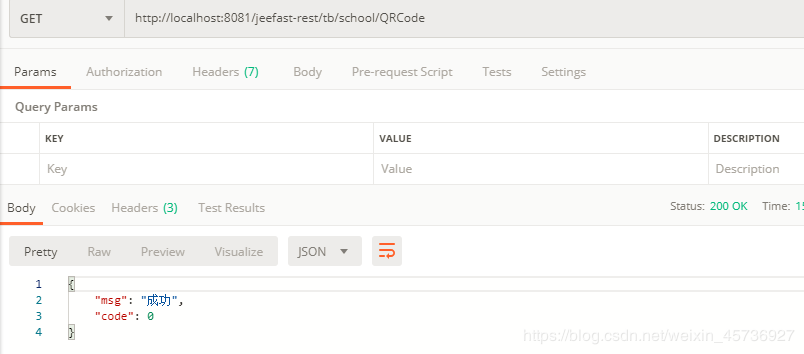 GET http://localhost:8081/jeefast-rest/tb/school/QRCode
Params Authorization Headers (7) Body Pre-request Script Tests Settings
Query Params
KEY VALUE DESCRIPTION
Key Value Description
Body Cookies Headers (3) Test Results Status: 200 OK Time: 15
Pretty Raw Preview Visualize JSON
1 {
2 "msg": "成功",
3 "code": 0
4 }
https://blog.csdn.net/weixin_45736927